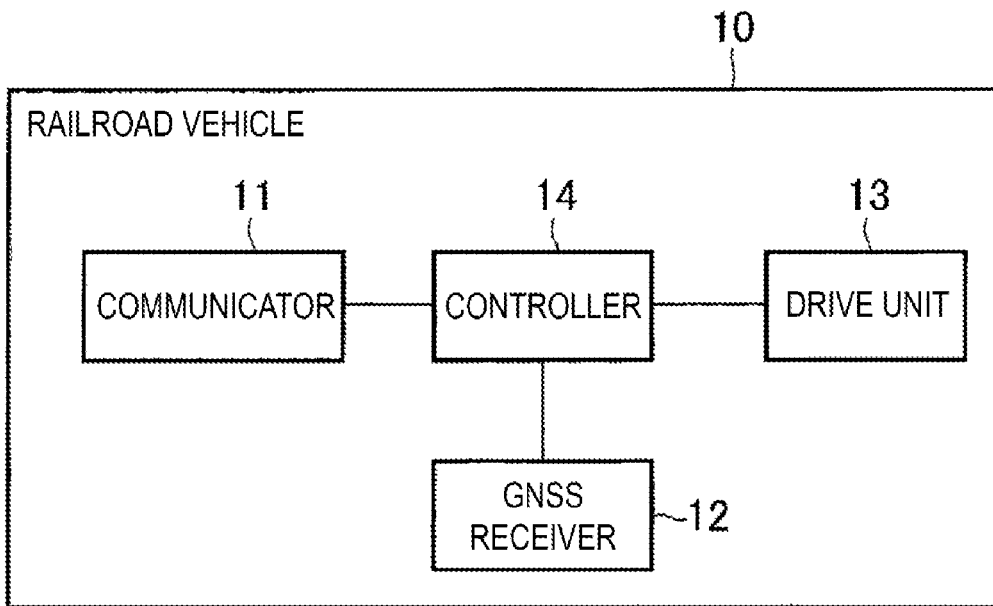 10
RAILROAD VEHICLE
11
14
13
COMMUNICATOR
CONTROLLER
DRIVE UNIT
GNSS
RECEIVER
12